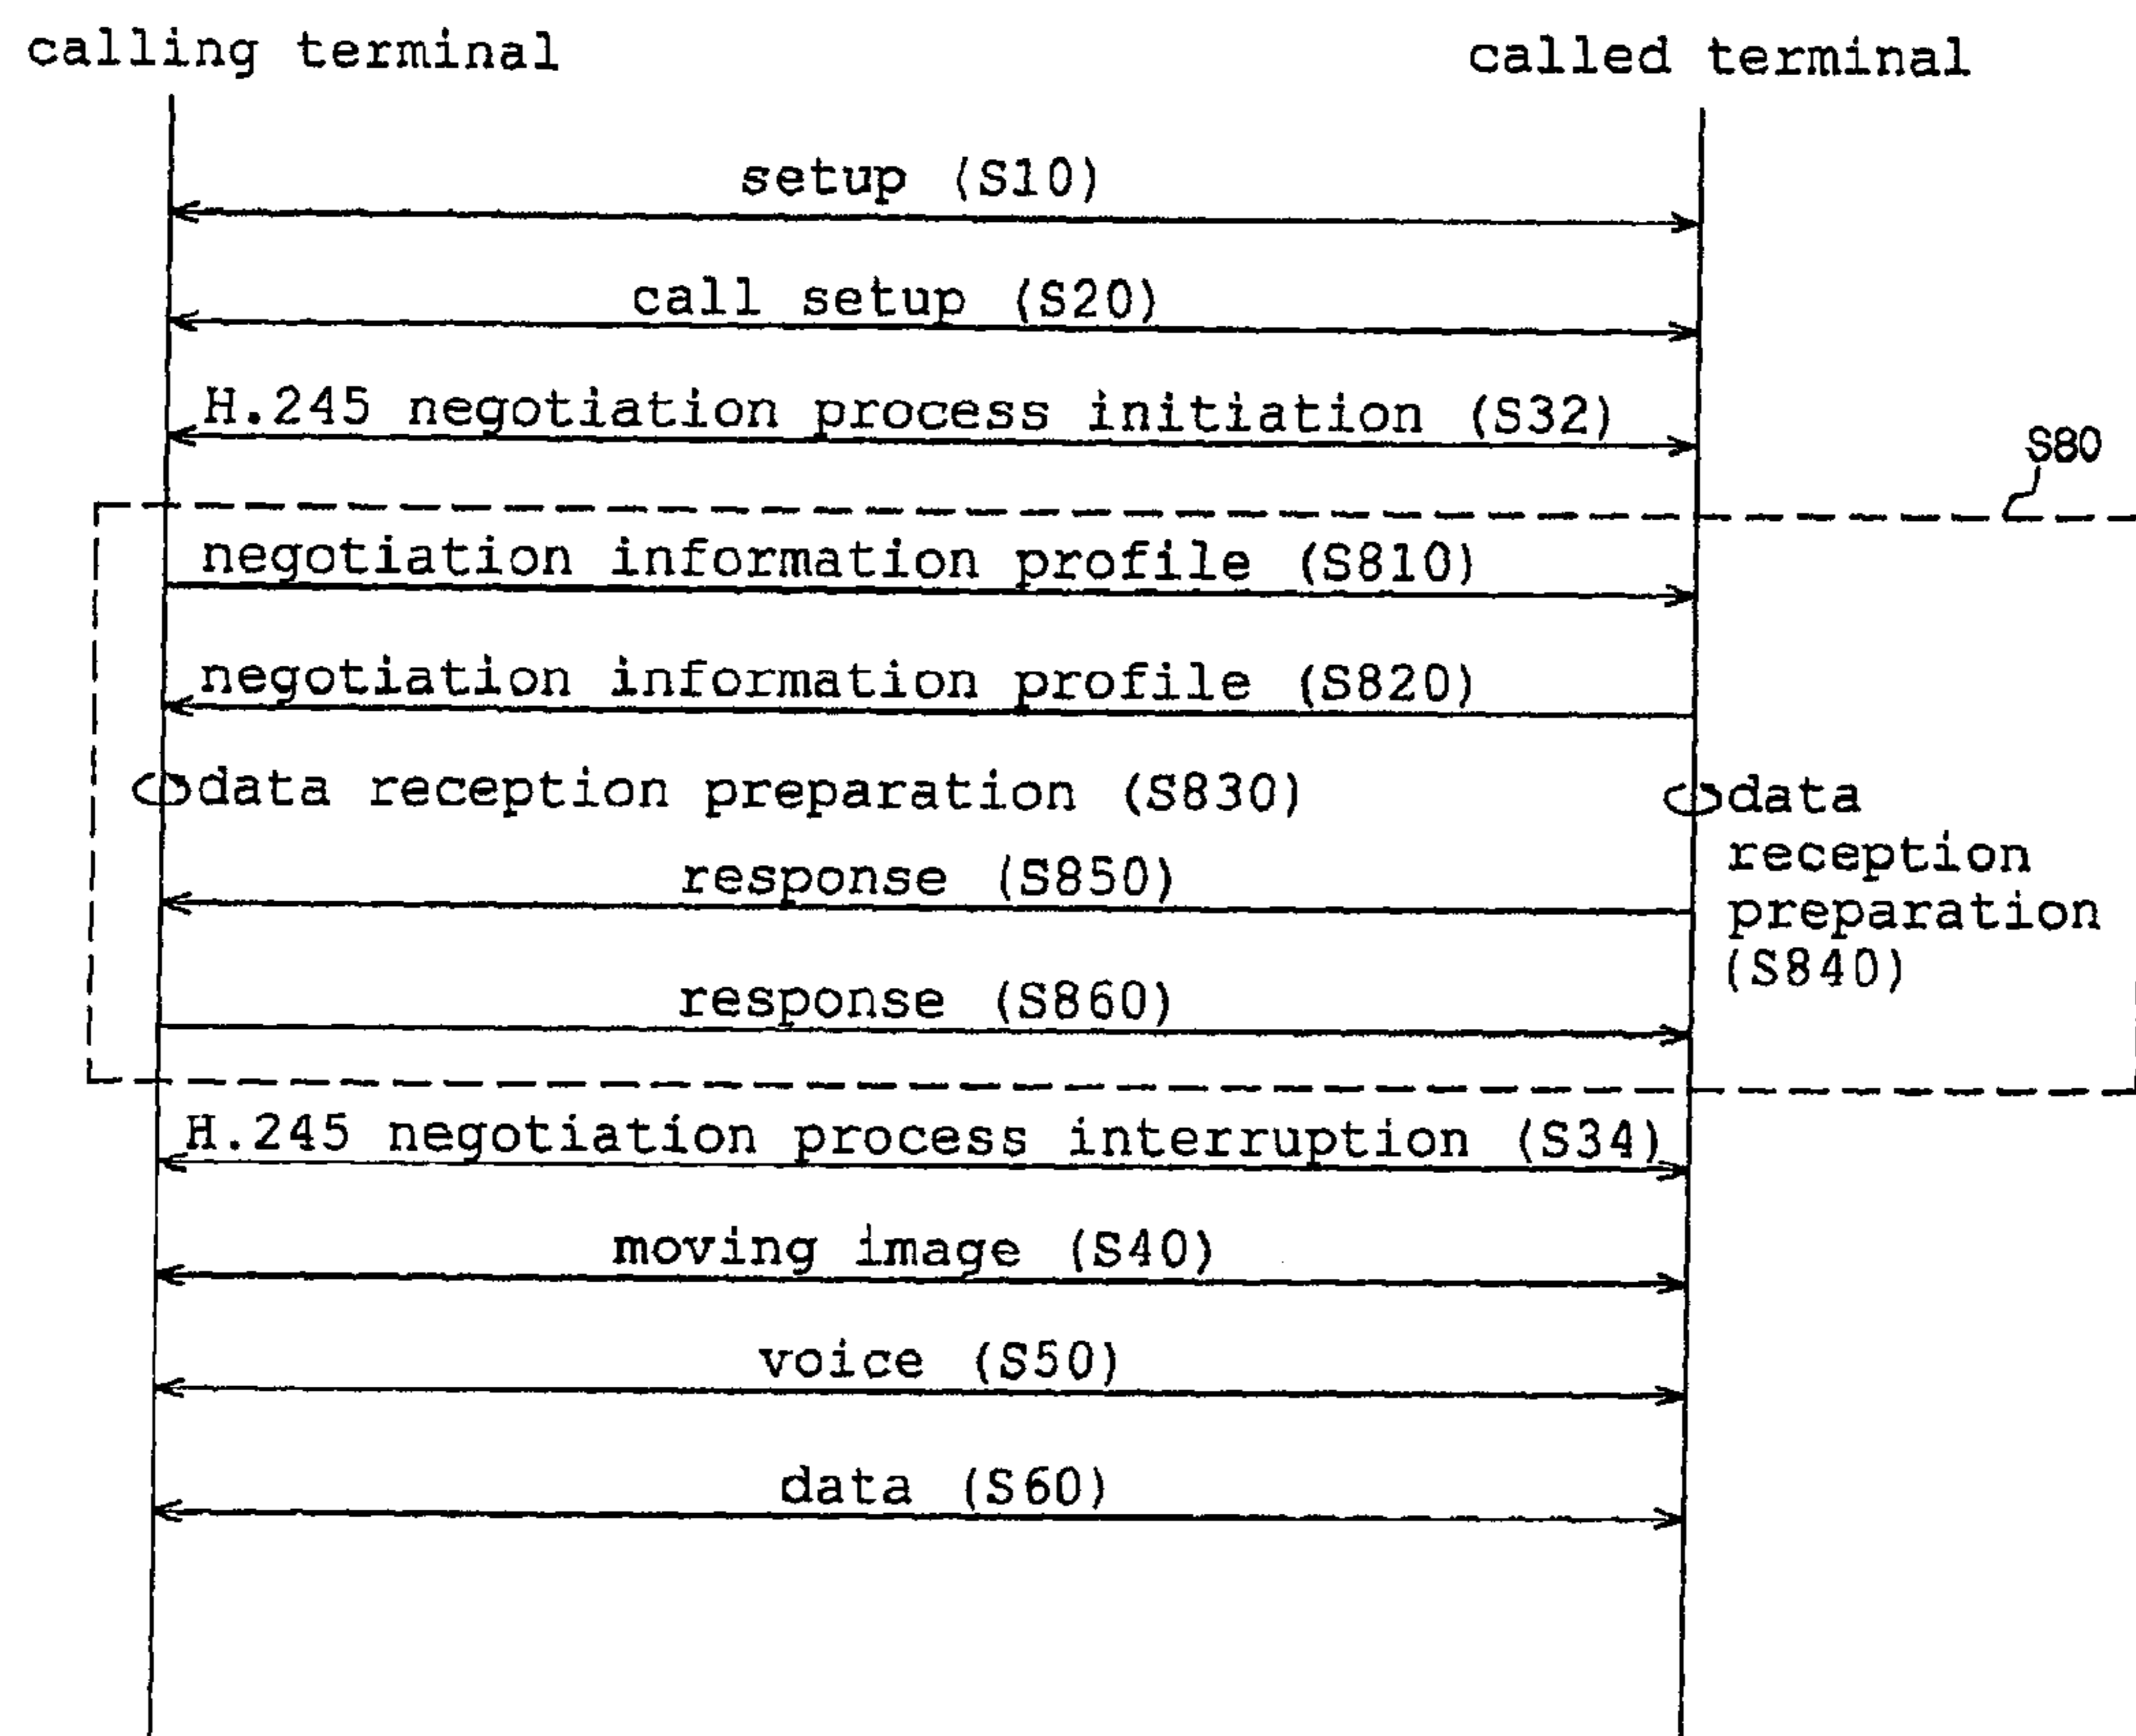 calling terminal
called terminal
setup (S10)
call setup (S20)
H.245 negotiation process initiation (S32)
S80
negotiation information profile (S810)
negotiation information profile (S820)
data reception preparation (S830)
data
reception
preparation
(S840)
response (S850)
response (S860)
H.245 negotiation process interruption (S34)
moving image (S40)
voice (S50)
data (S60)